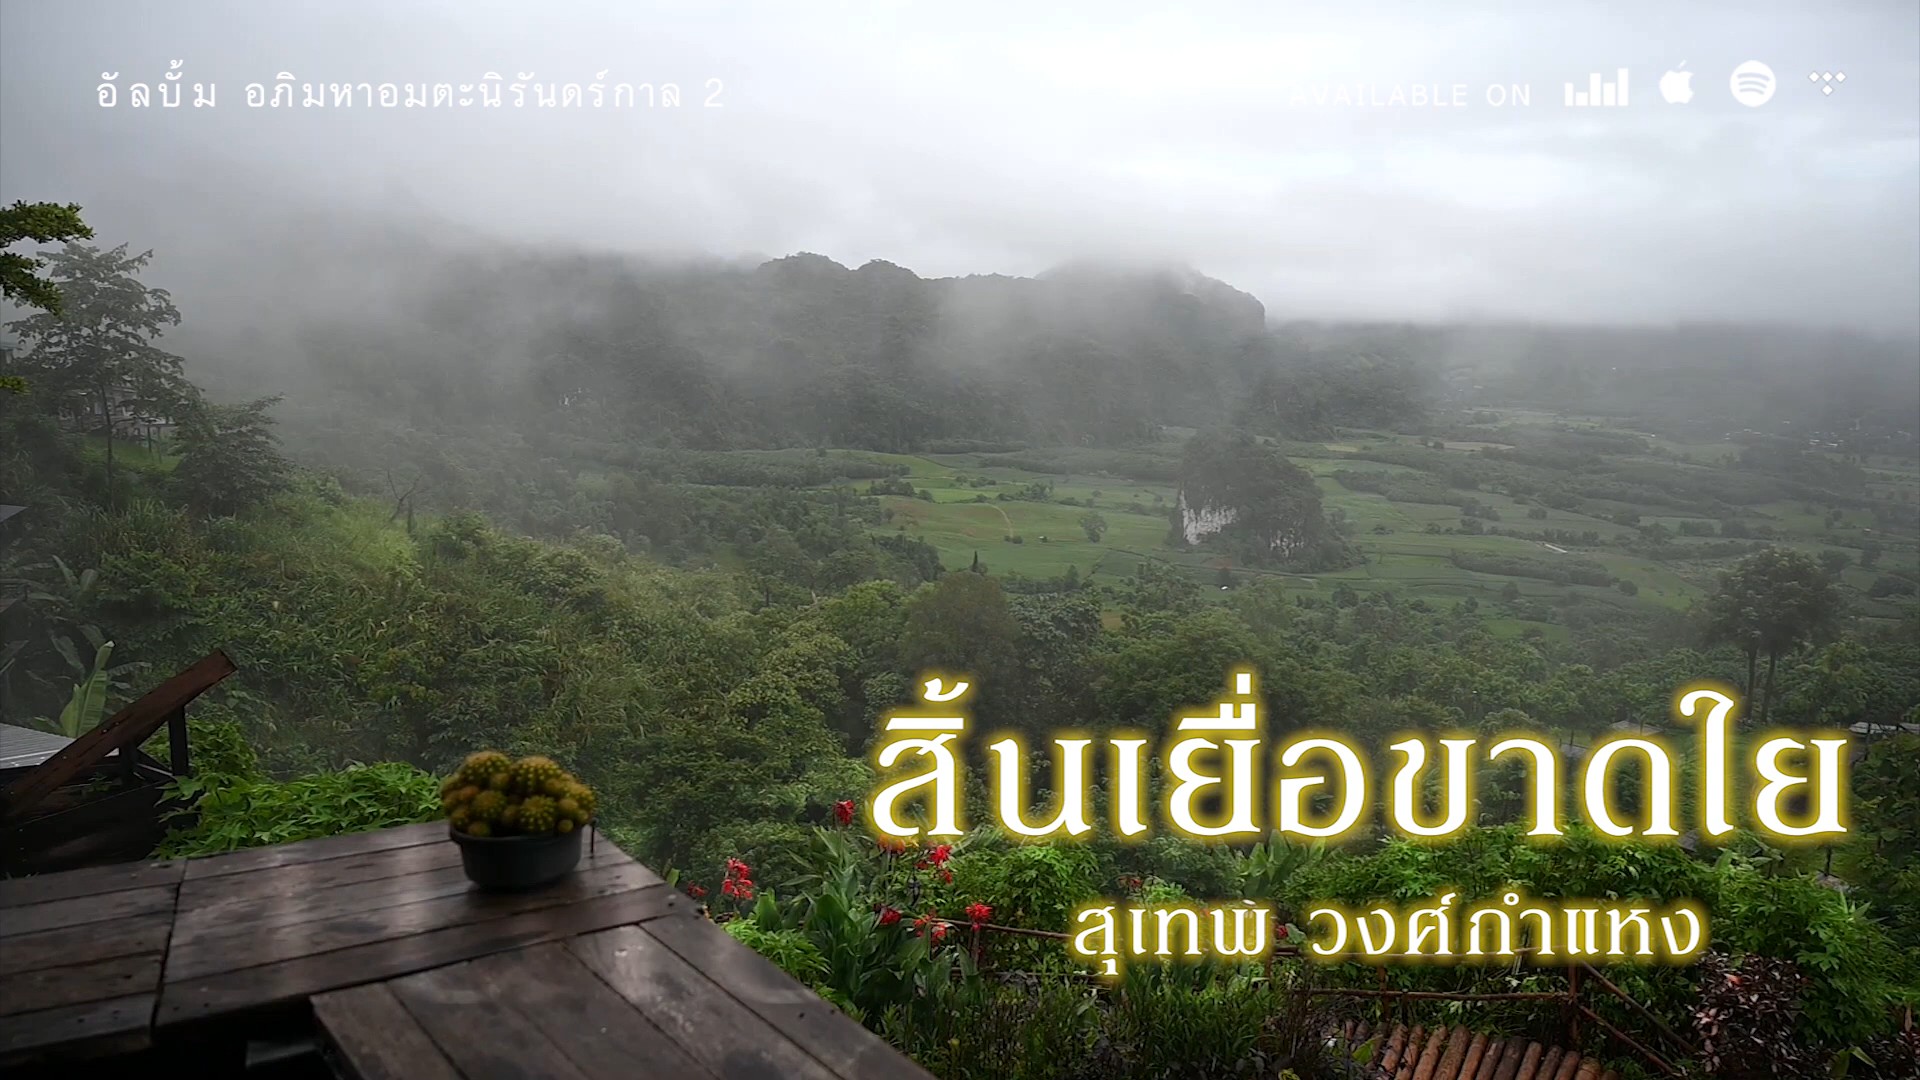 อัลบั้ม อภิมหาอมตะนิรันดร์กาล 2
AVAILABLE ON
สิ้นเยื่อขาดใย
สุเทพ วงศ์กำแหง